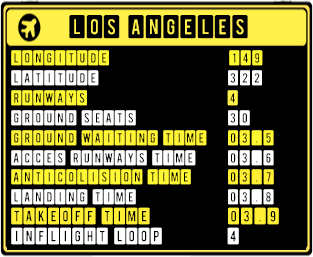 LOS ANGELES
LONGITUDE 149
LATITUDE 322
RUNWAYS 4
GROUND SEATS 30
GROUND WAITING TIME 03.5
ACCES RUNWAYS TIME 03.6
ANTICOLISION TIME 03.7
LANDING TIME 03.8
TAKEOFF TIME 03.9
INFLIGHT LOOP 4